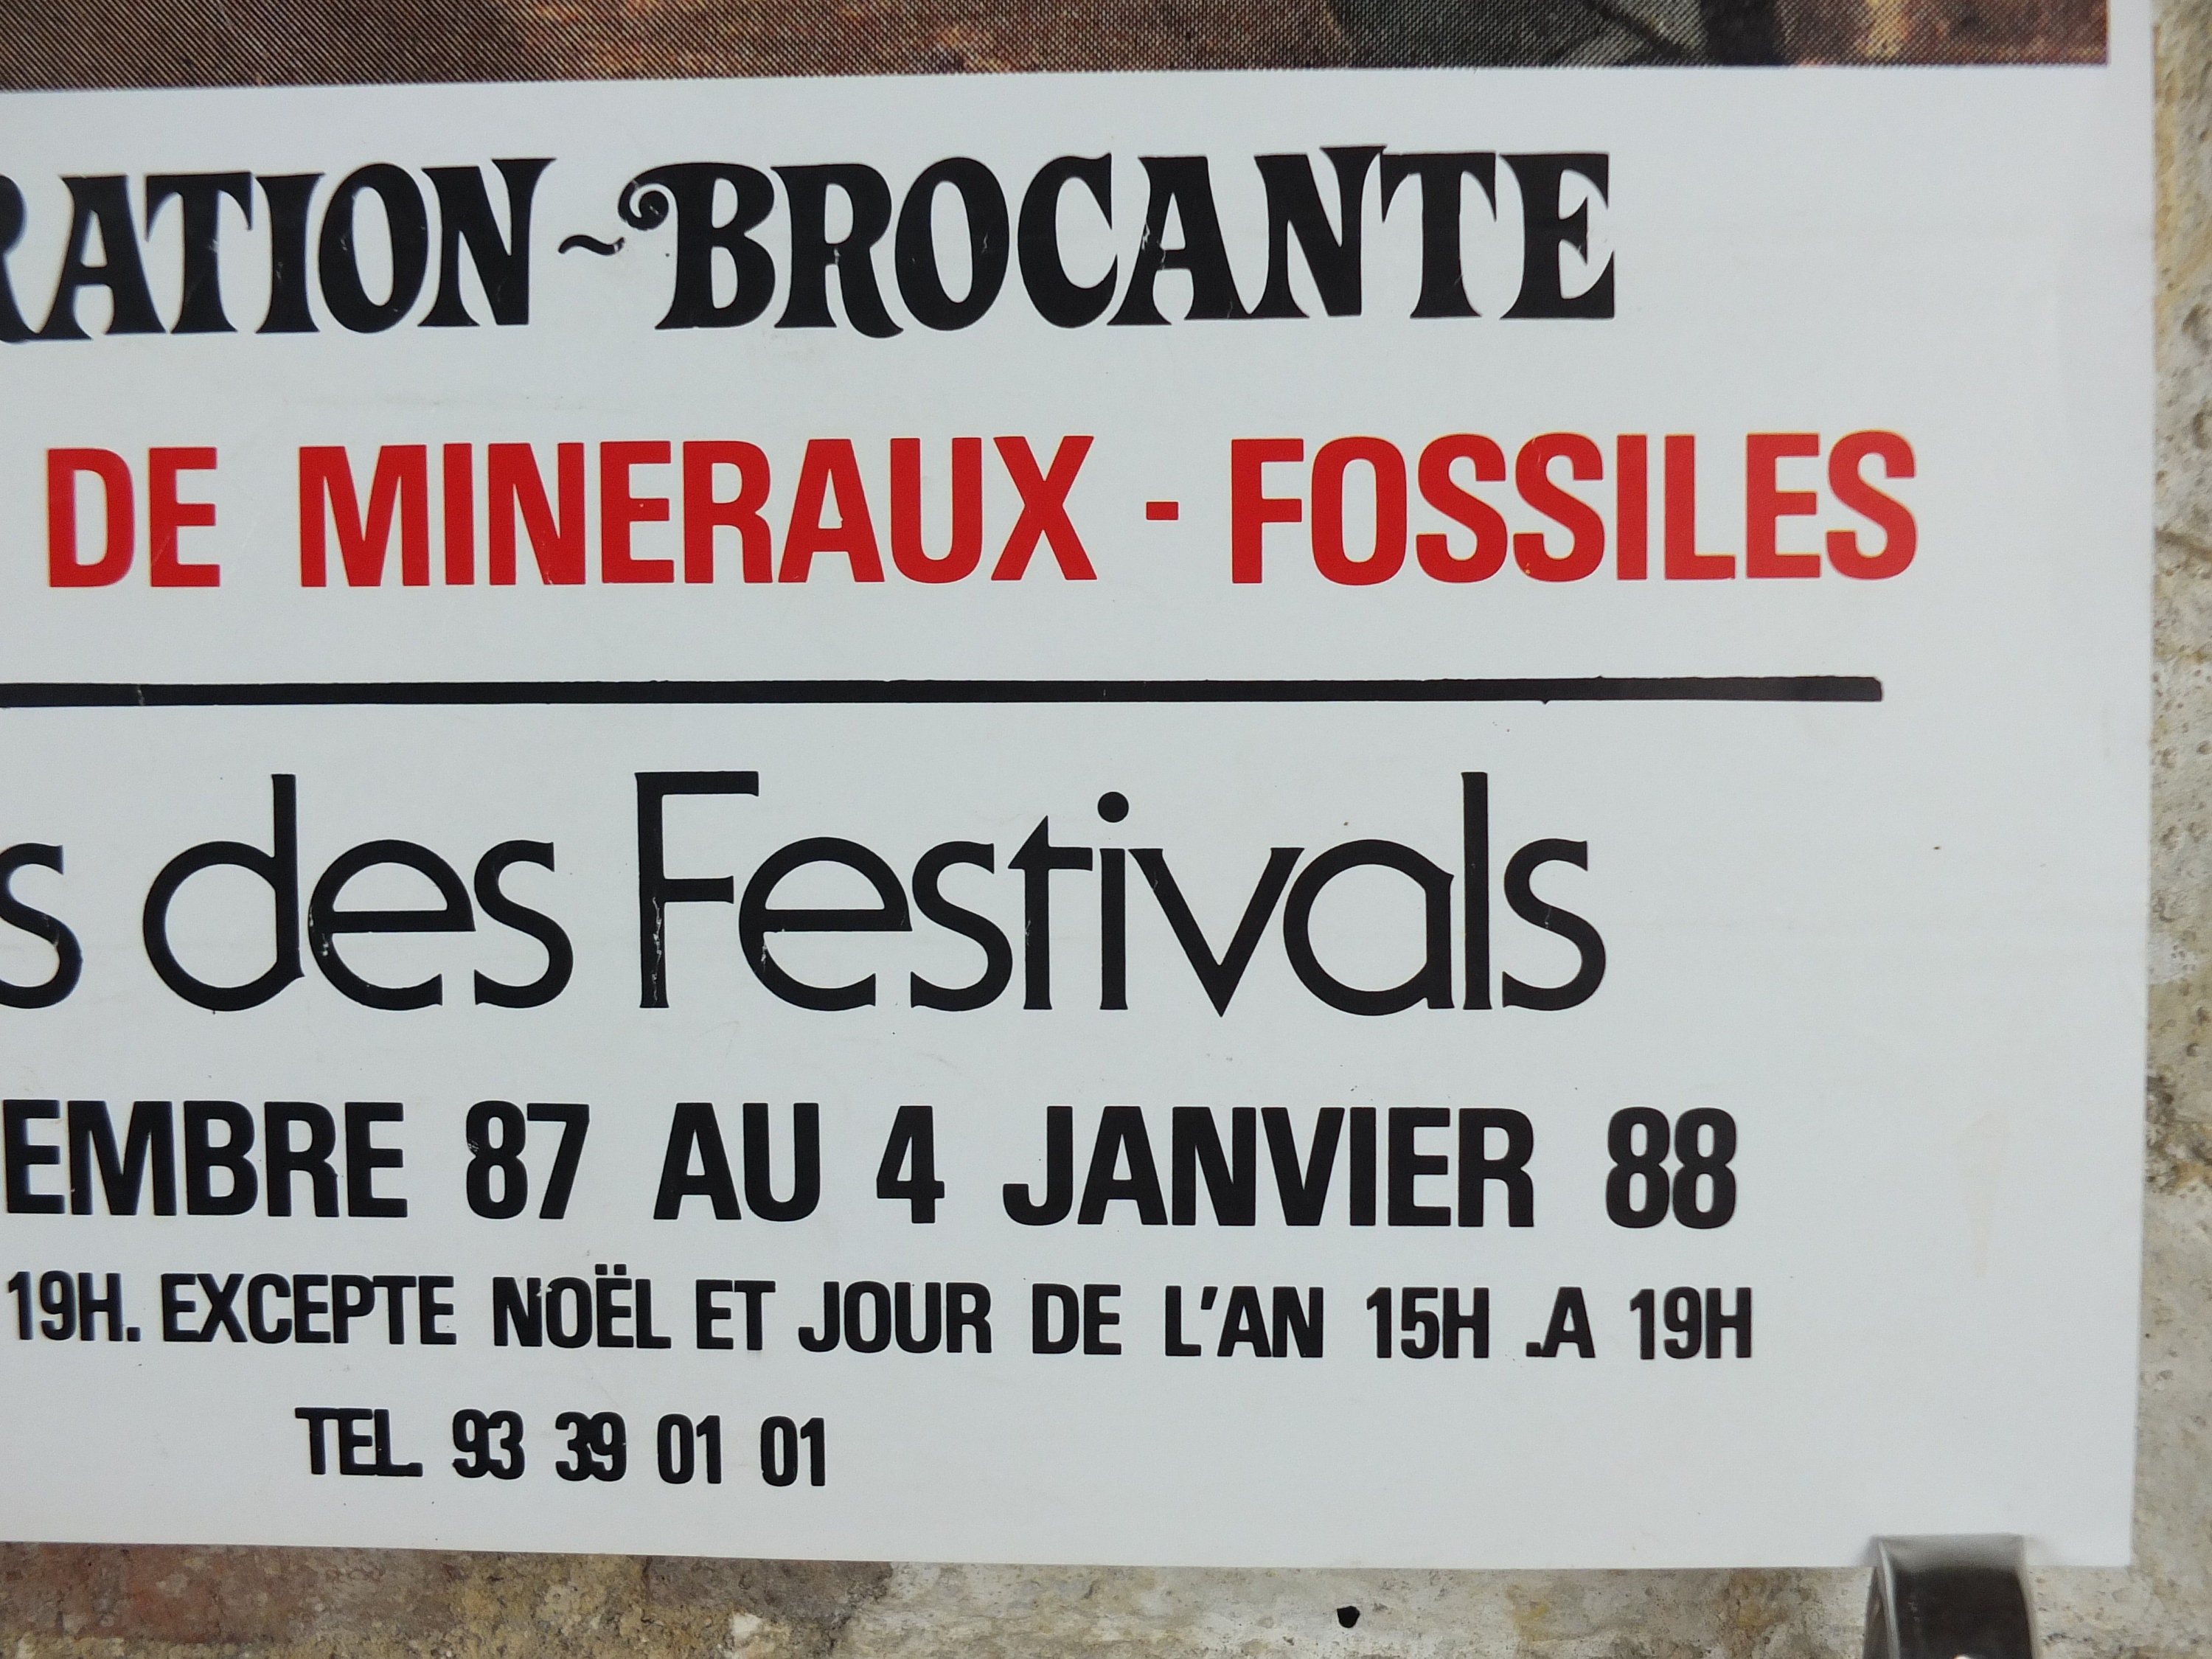 RATION~BROCANTE
DE MINERAUX - FOSSILES
s des Festivals
EMBRE 87 AU 4 JANVIER 88
19H. EXCEPTE NOËL ET JOUR DE L'AN 15H .A 19H
TEL. 93 39 01 01